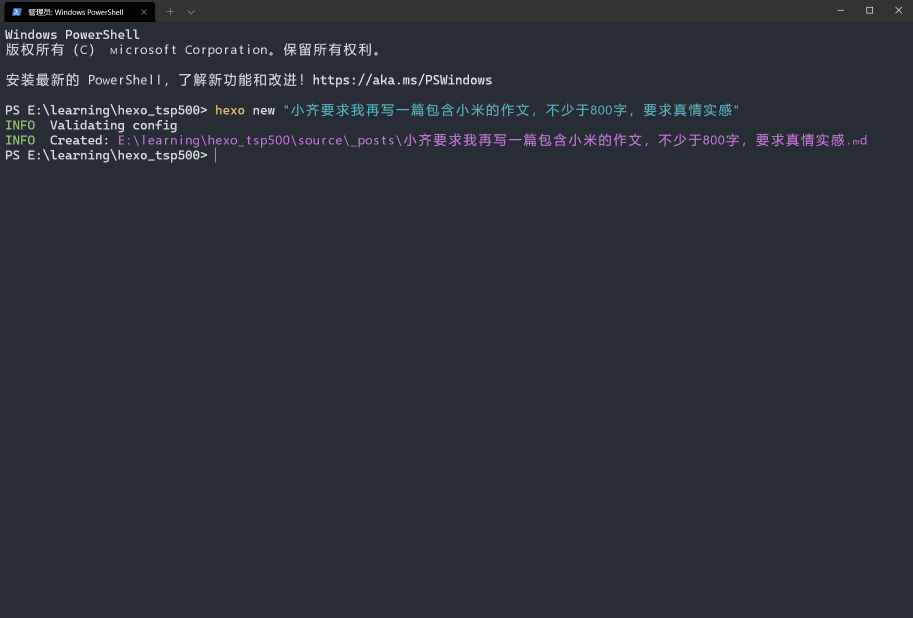 管理员: Windows PowerShell
Windows PowerShell
版权所有（C） Microsoft Corporation。保留所有权利。
安装最新的 PowerShell，了解新功能和改进！https://aka.ms/PSWindows
PS E:\learning\hexo_tsp500> hexo new "小齐要求我再写一篇包含小米的作文，不少于800字，要求真情实感"
INFO  Validating config
INFO  Created: E:\learning\hexo_tsp500\source\_posts\小齐要求我再写一篇包含小米的作文，不少于800字，要求真情实感.md
PS E:\learning\hexo_tsp500>